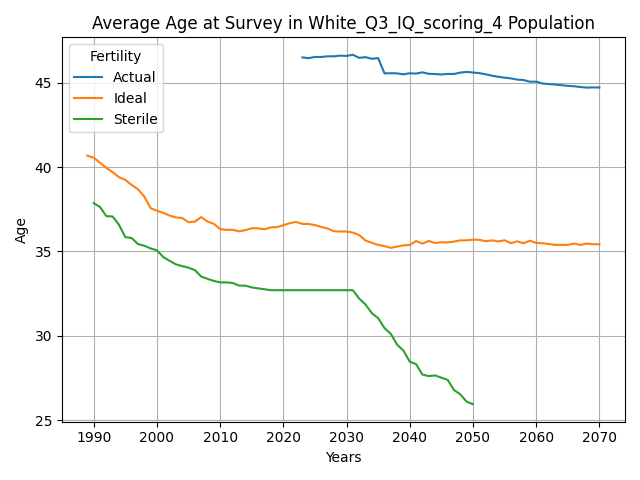 Average Age at Survey in White_Q3_IQ_scoring_4 Population
Fertility
Actual
Ideal
Sterile
45
40
35
30
25
Age
1990 2000 2010 2020 2030 2040 2050 2060 2070
Years